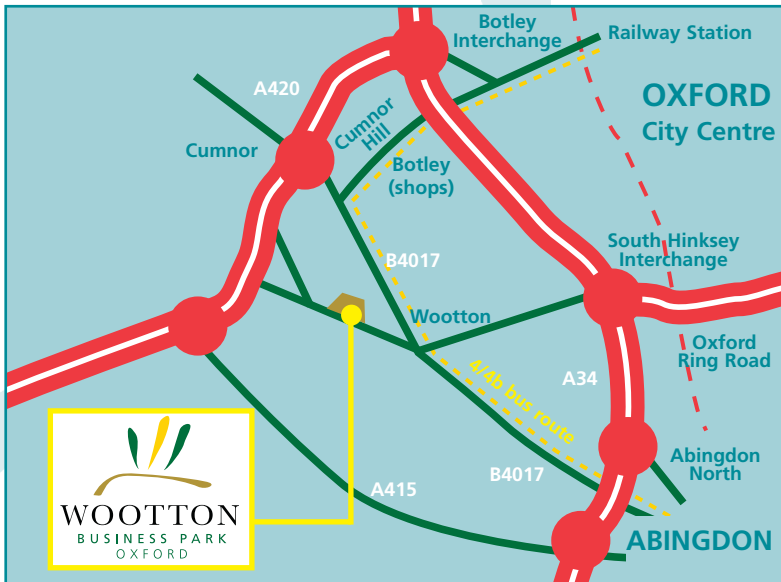 Botley
Interchange
Railway Station
A420
OXFORD
City Centre
Cumnor
Hill
Cumnor
Botley
(shops)
South Hinksey
Interchange
B4017
Wootton
Oxford
Ring Road
4/4b bus route
A34
Abingdon
North
B4017
A415
WOOTTON
BUSINESS PARK
OXFORD
ABINGDON